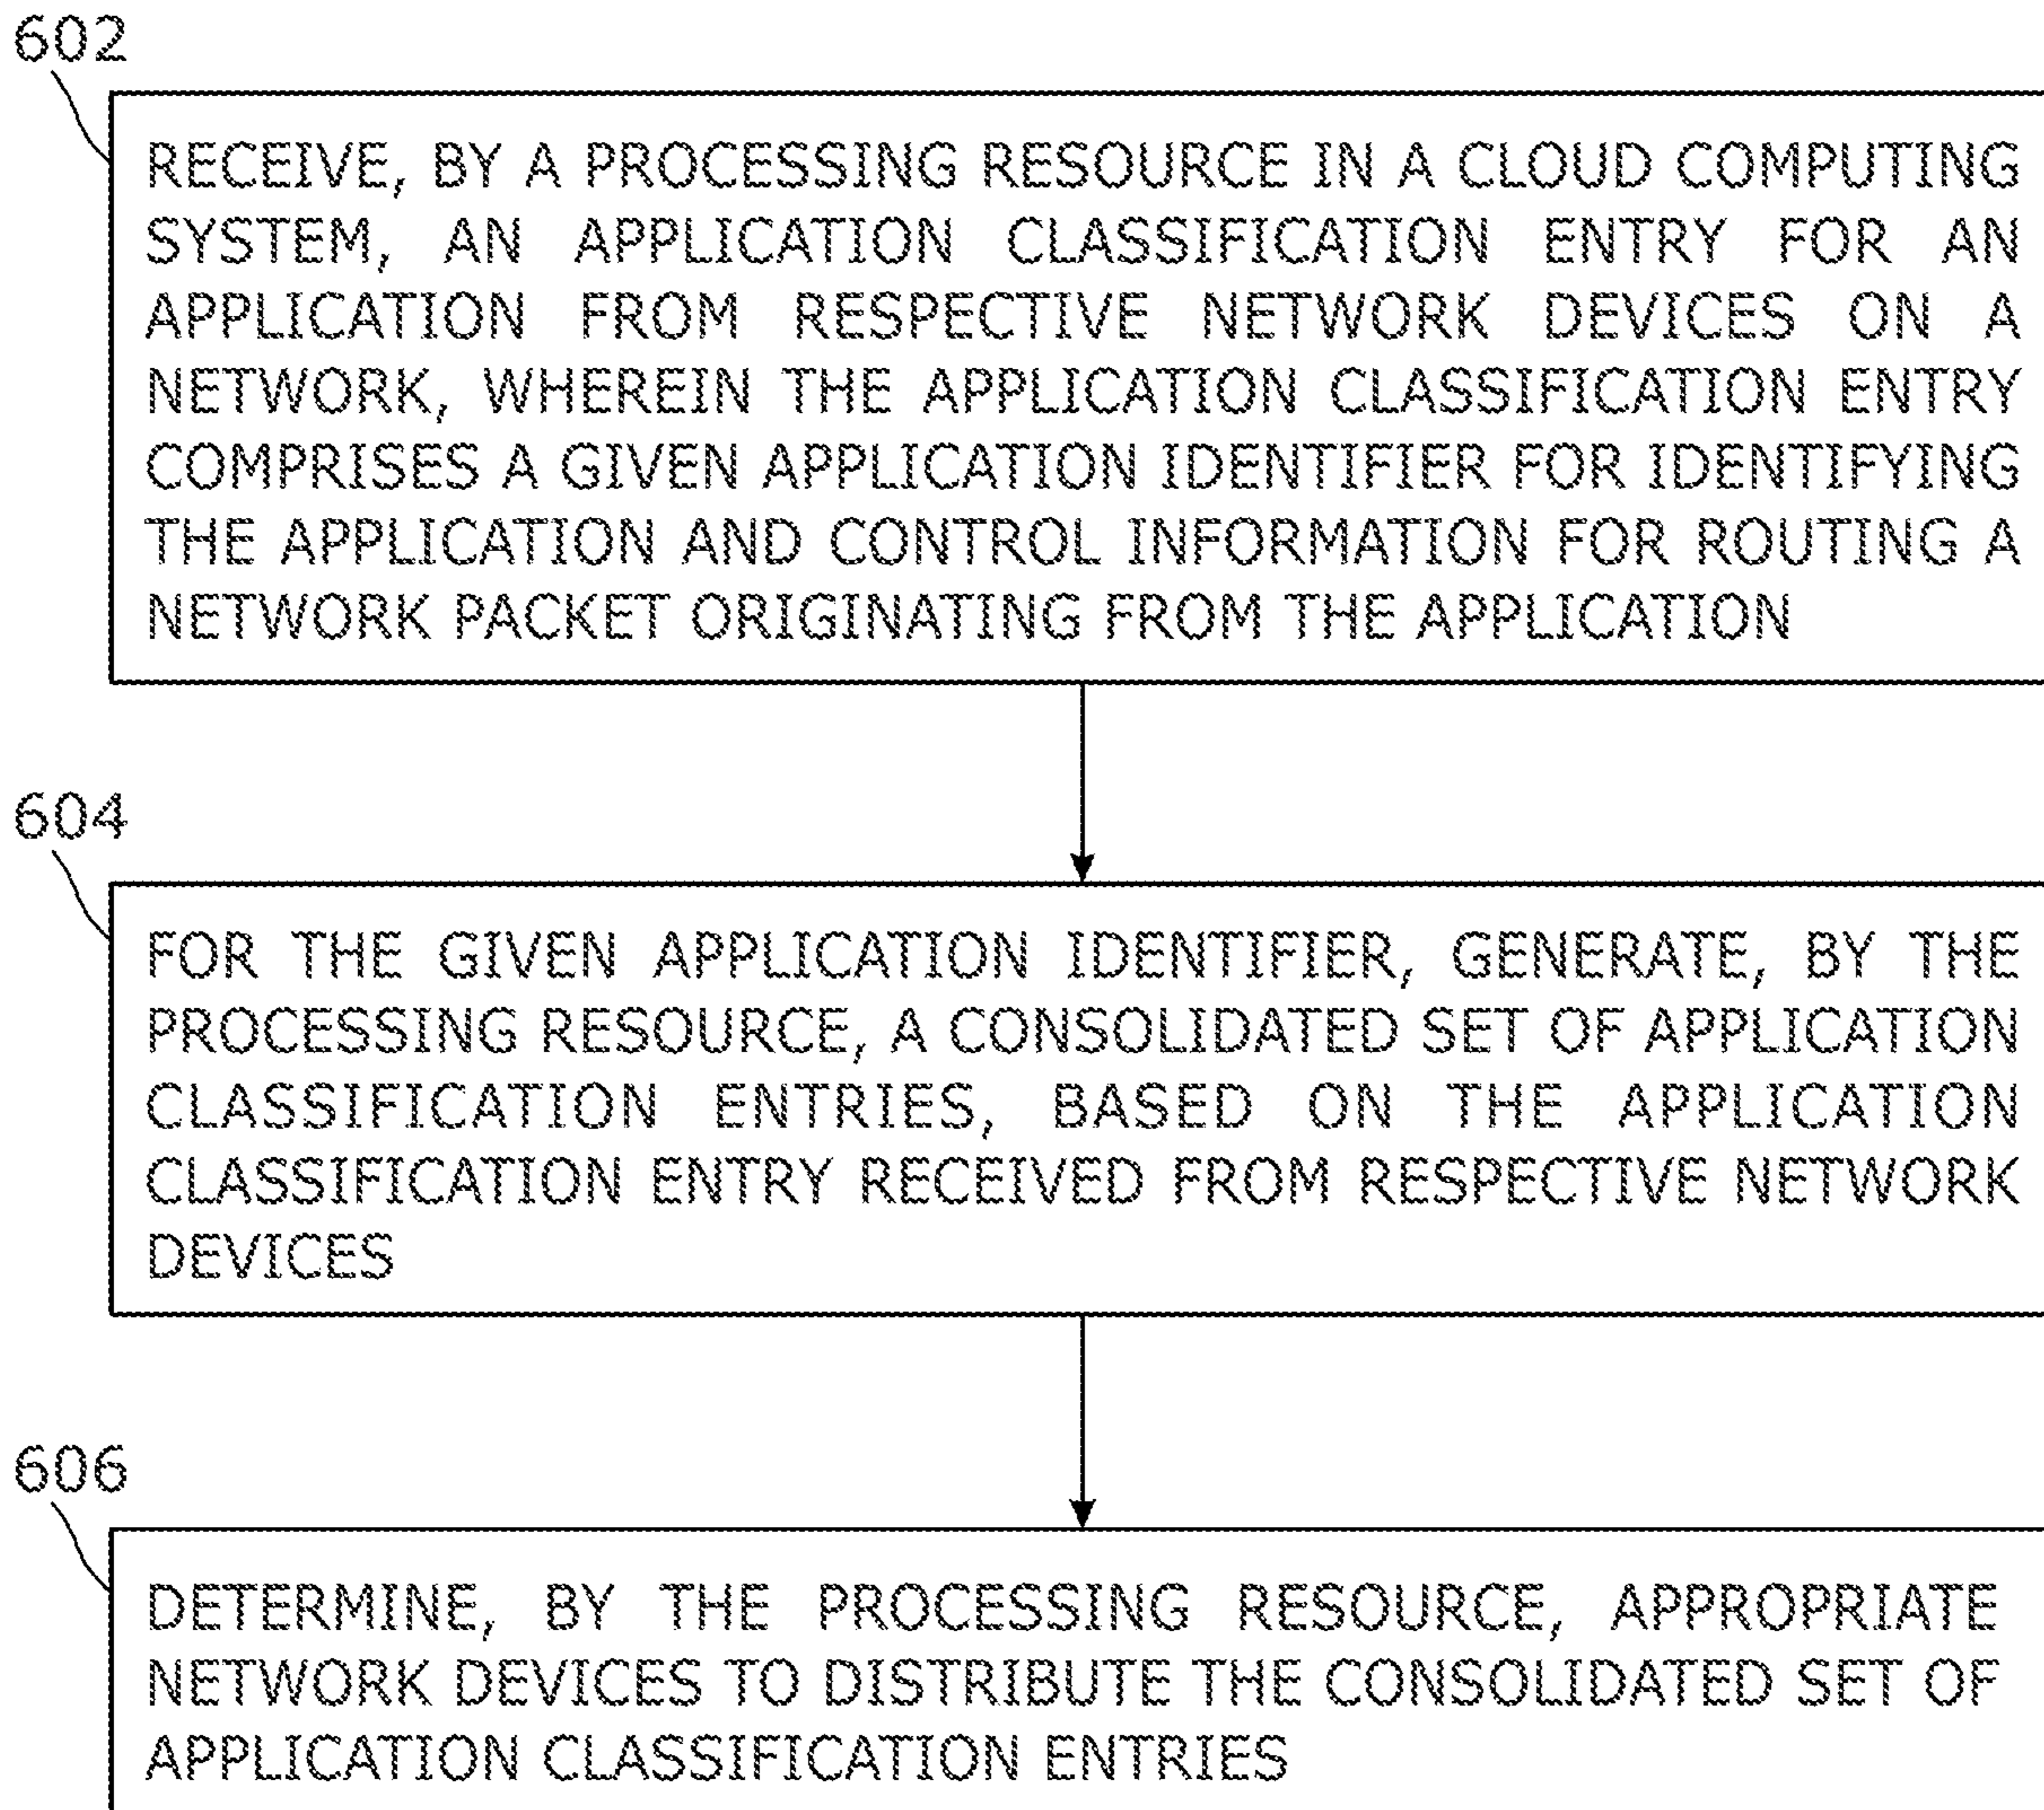 602
RECEIVE, BY A PROCESSING RESOURCE IN A CLOUD COMPUTING
SYSTEM, AN APPLICATION CLASSIFICATION ENTRY FOR AN
APPLICATION FROM RESPECTIVE NETWORK DEVICES ON A
NETWORK, WHEREIN THE APPLICATION CLASSIFICATION ENTRY
COMPRISES A GIVEN APPLICATION IDENTIFIER FOR IDENTIFYING
THE APPLICATION AND CONTROL INFORMATION FOR ROUTING A
NETWORK PACKET ORIGINATING FROM THE APPLICATION
604
FOR THE GIVEN APPLICATION IDENTIFIER, GENERATE, BY THE
PROCESSING RESOURCE, A CONSOLIDATED SET OF APPLICATION
CLASSIFICATION ENTRIES, BASED ON THE APPLICATION
CLASSIFICATION ENTRY RECEIVED FROM RESPECTIVE NETWORK
DEVICES
606
DETERMINE, BY THE PROCESSING RESOURCE, APPROPRIATE
NETWORK DEVICES TO DISTRIBUTE THE CONSOLIDATED SET OF
APPLICATION CLASSIFICATION ENTRIES